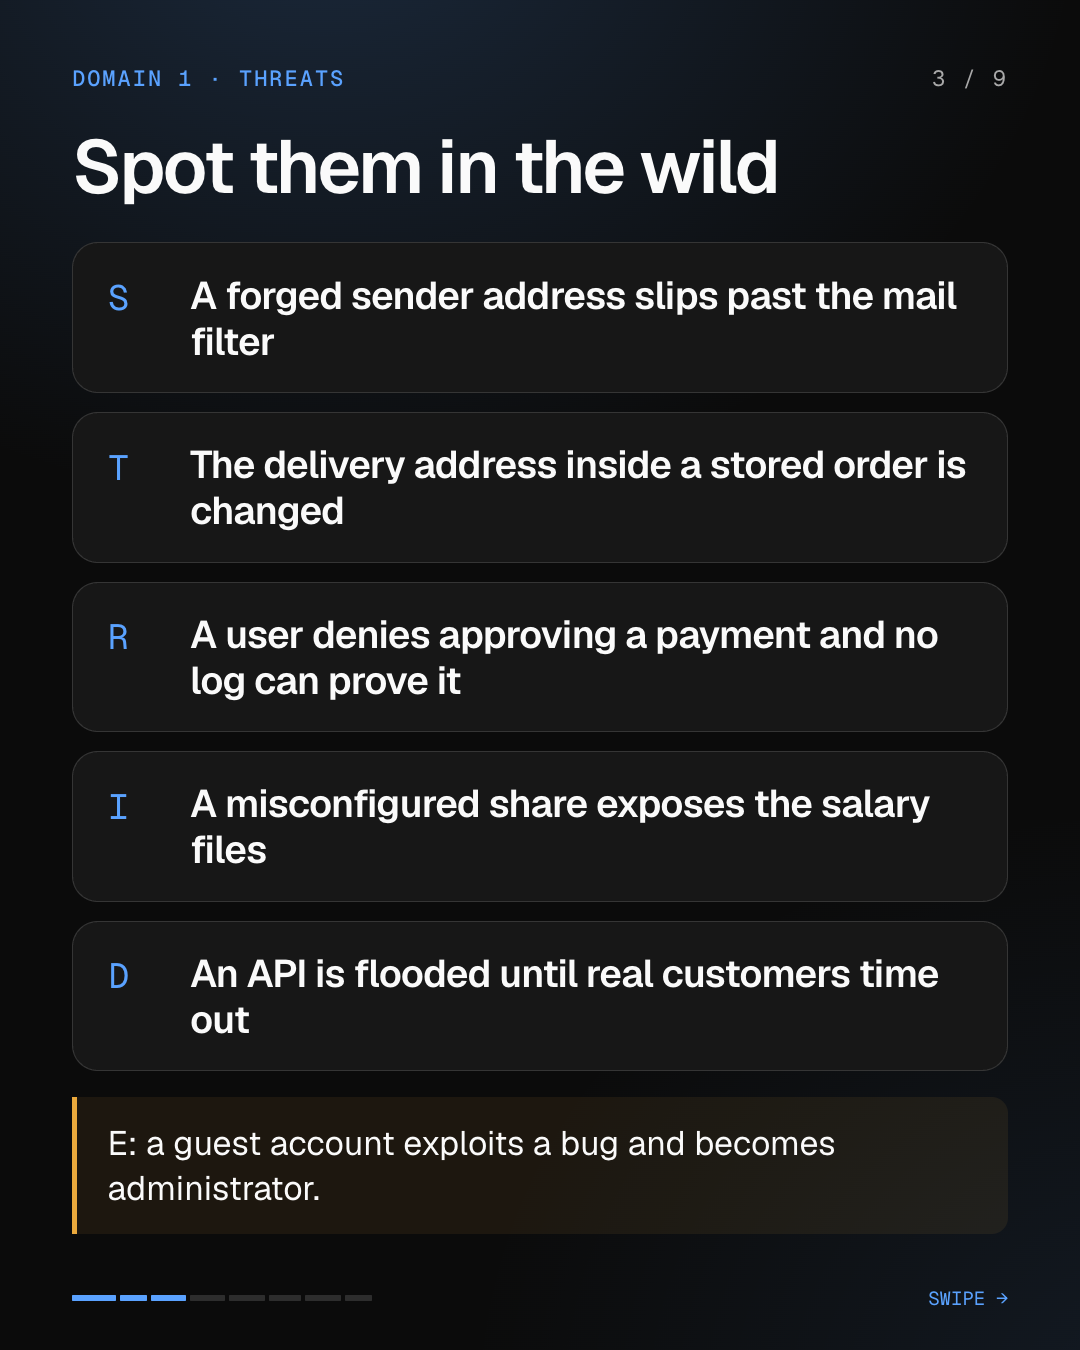 DOMAIN 1 · THREATS
3 / 9
Spot them in the wild
S
A forged sender address slips past the mail
filter
T
The delivery address inside a stored order is
changed
R
A user denies approving a payment and no
log can prove it
I
A misconfigured share exposes the salary
files
D
An API is flooded until real customers time
out
E: a guest account exploits a bug and becomes
administrator.
SWIPE →